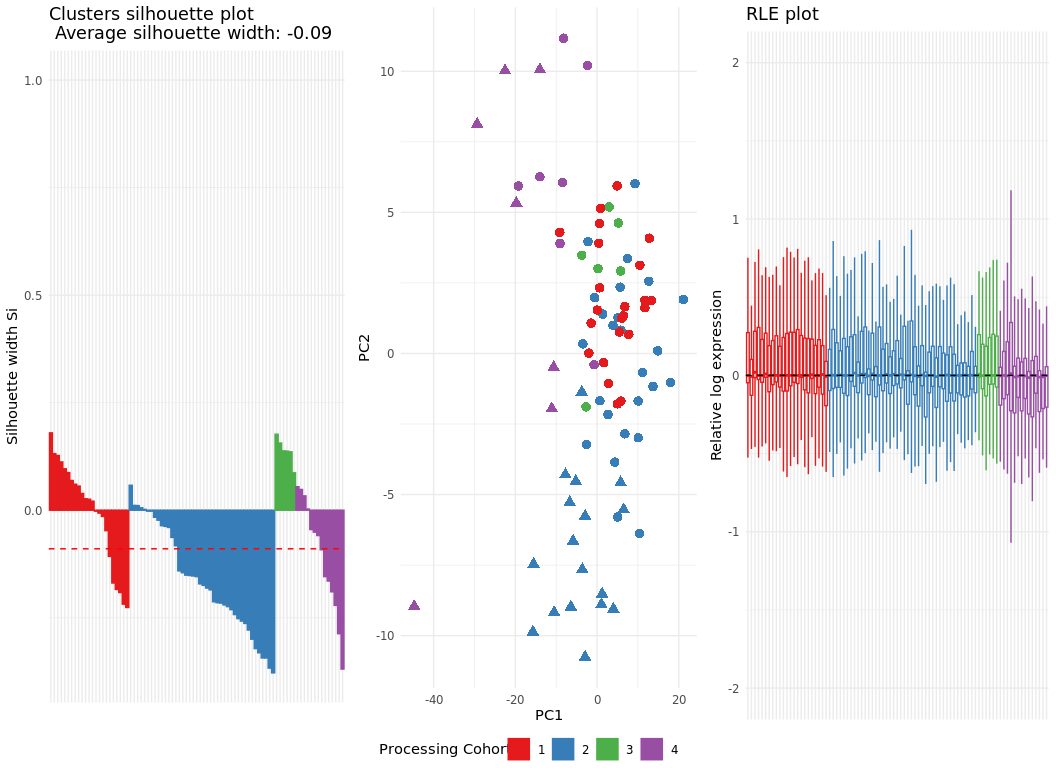 Clusters silhouette plot
Average silhouette width: -0.09
Silhouette width Si
1.0
0.5
0.0
PC2
10
5
0
-5
-10
-40
-20
0
20
PC1
RLE plot
Relative log expression
2
1
0
-1
-2
Processing Cohort 1 2 3 4